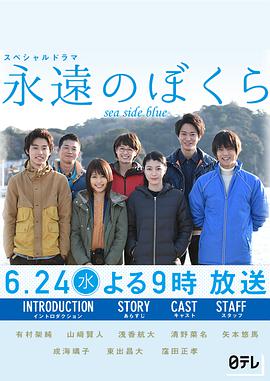 スペシャルドラマ
永遠のぼくら
sea side blue
6.24 水 よる9時 放送
INTRODUCTION STORY CAST STAFF
イントロダクション あらすじ キャスト スタッフ
有村架純 山﨑賢人 浅香航大 清野菜名 矢本悠馬
成海璃子 東出昌大 窪田正孝
日テレ